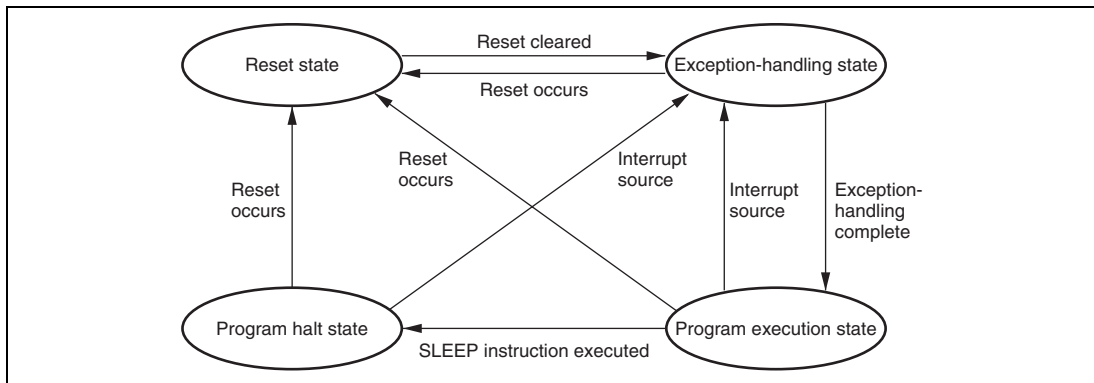 Reset state
Reset cleared
Exception-handling state
Reset occurs
Reset
occurs
Reset
occurs
Interrupt
source
Interrupt
source
Exception-
handling
complete
Program halt state
SLEEP instruction executed
Program execution state